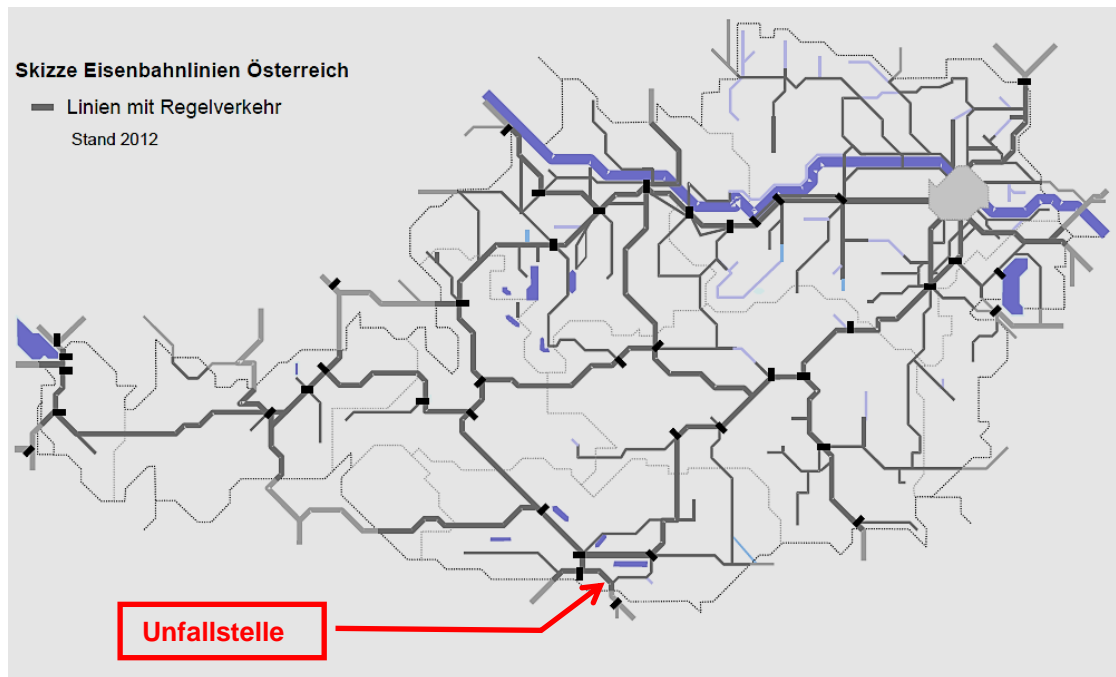 Skizze Eisenbahnlinien Österreich
Linien mit Regelverkehr
Stand 2012
Unfallstelle